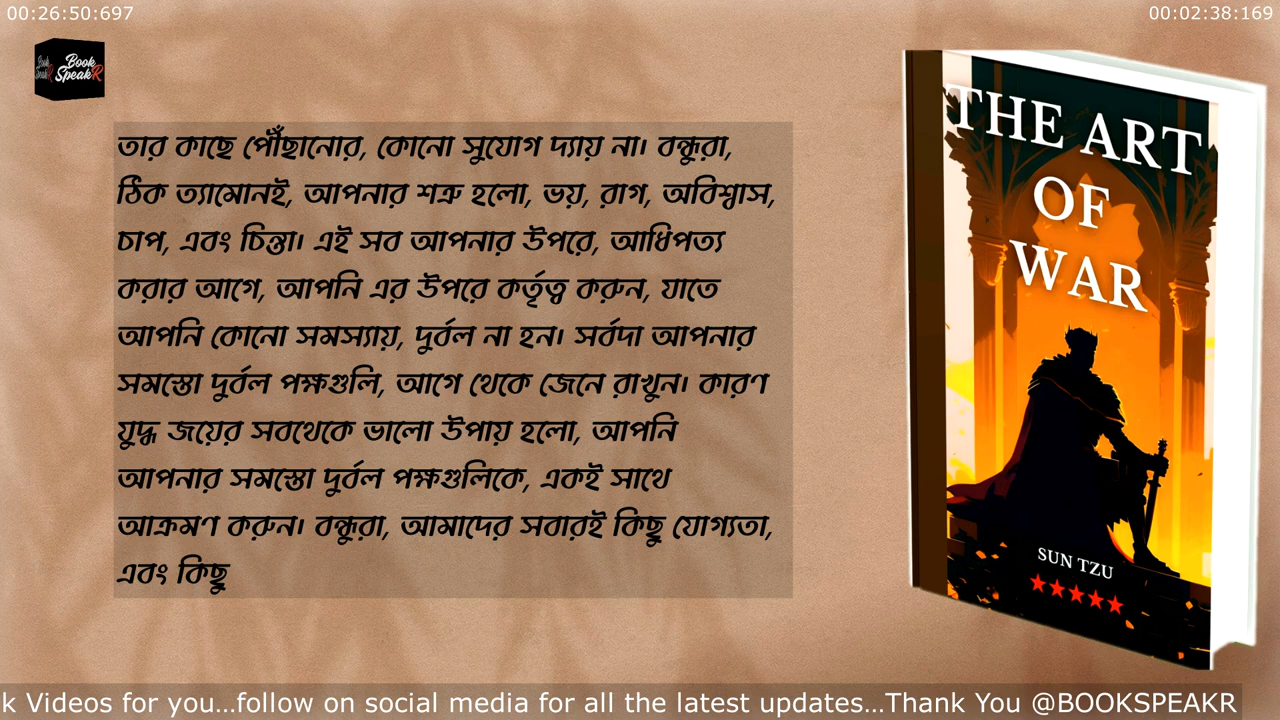 00:26:50:697
00:02:38:169
Book SpeakR
তার কাছে পৌঁছানোর, কোনো সুযোগ দ্যায় না। বন্ধুরা,
ঠিক ত্যামোনই, আপনার শত্রু হলো, ভয়, রাগ, অবিশ্বাস,
চাপ, এবং চিন্তা। এই সব আপনার উপরে, আধিপত্য
করার আগে, আপনি এর উপরে কর্তৃত্ব করুন, যাতে
আপনি কোনো সমস্যায়, দুর্বল না হন। সর্বদা আপনার
সমস্তো দুর্বল পক্ষগুলি, আগে থেকে জেনে রাখুন। কারণ
যুদ্ধ জয়ের সবথেকে ভালো উপায় হলো, আপনি
আপনার সমস্তো দুর্বল পক্ষগুলিকে, একই সাথে
আক্রমণ করুন। বন্ধুরা, আমাদের সবারই কিছু যোগ্যতা,
এবং কিছু
THE ART
OF
WAR
SUN TZU
k Videos for you...follow on social media for all the latest updates...Thank You @BOOKSPEAKR